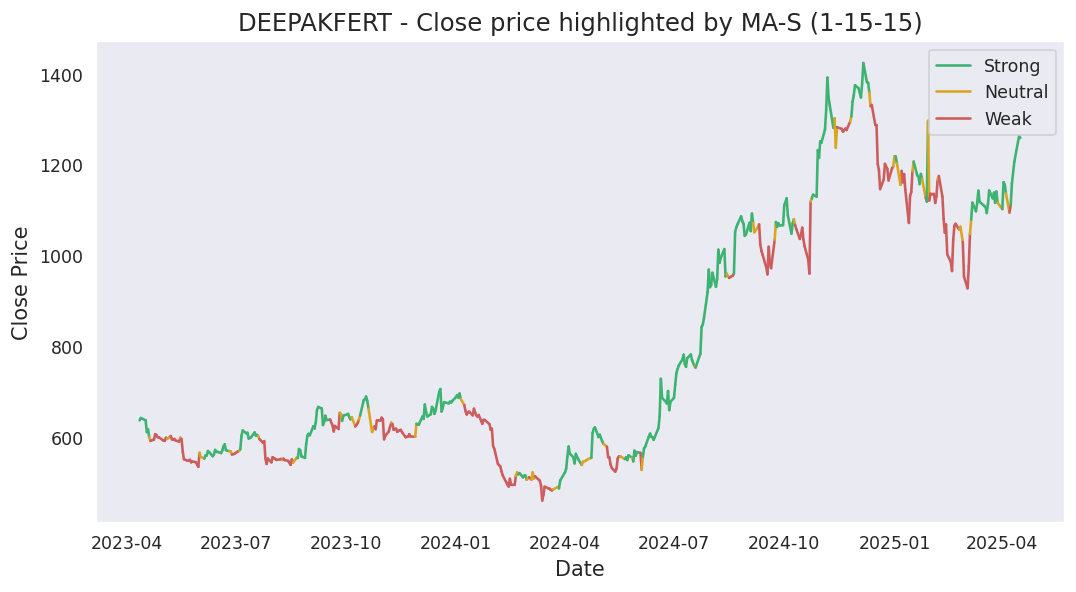 DEEPAKFERT - Close price highlighted by MA-S (1-15-15)
Strong
Neutral
Weak
Close Price
1400
1200
1000
800
600
2023-04 2023-07 2023-10 2024-01 2024-04 2024-07 2024-10 2025-01 2025-04
Date